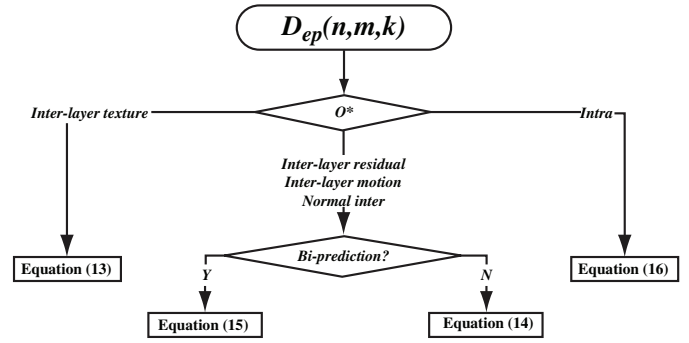 D_ep(n,m,k)
O*
Inter-layer texture
Intra
Inter-layer residual
Inter-layer motion
Normal inter
Bi-prediction?
Y
N
Equation (13)
Equation (16)
Equation (15)
Equation (14)